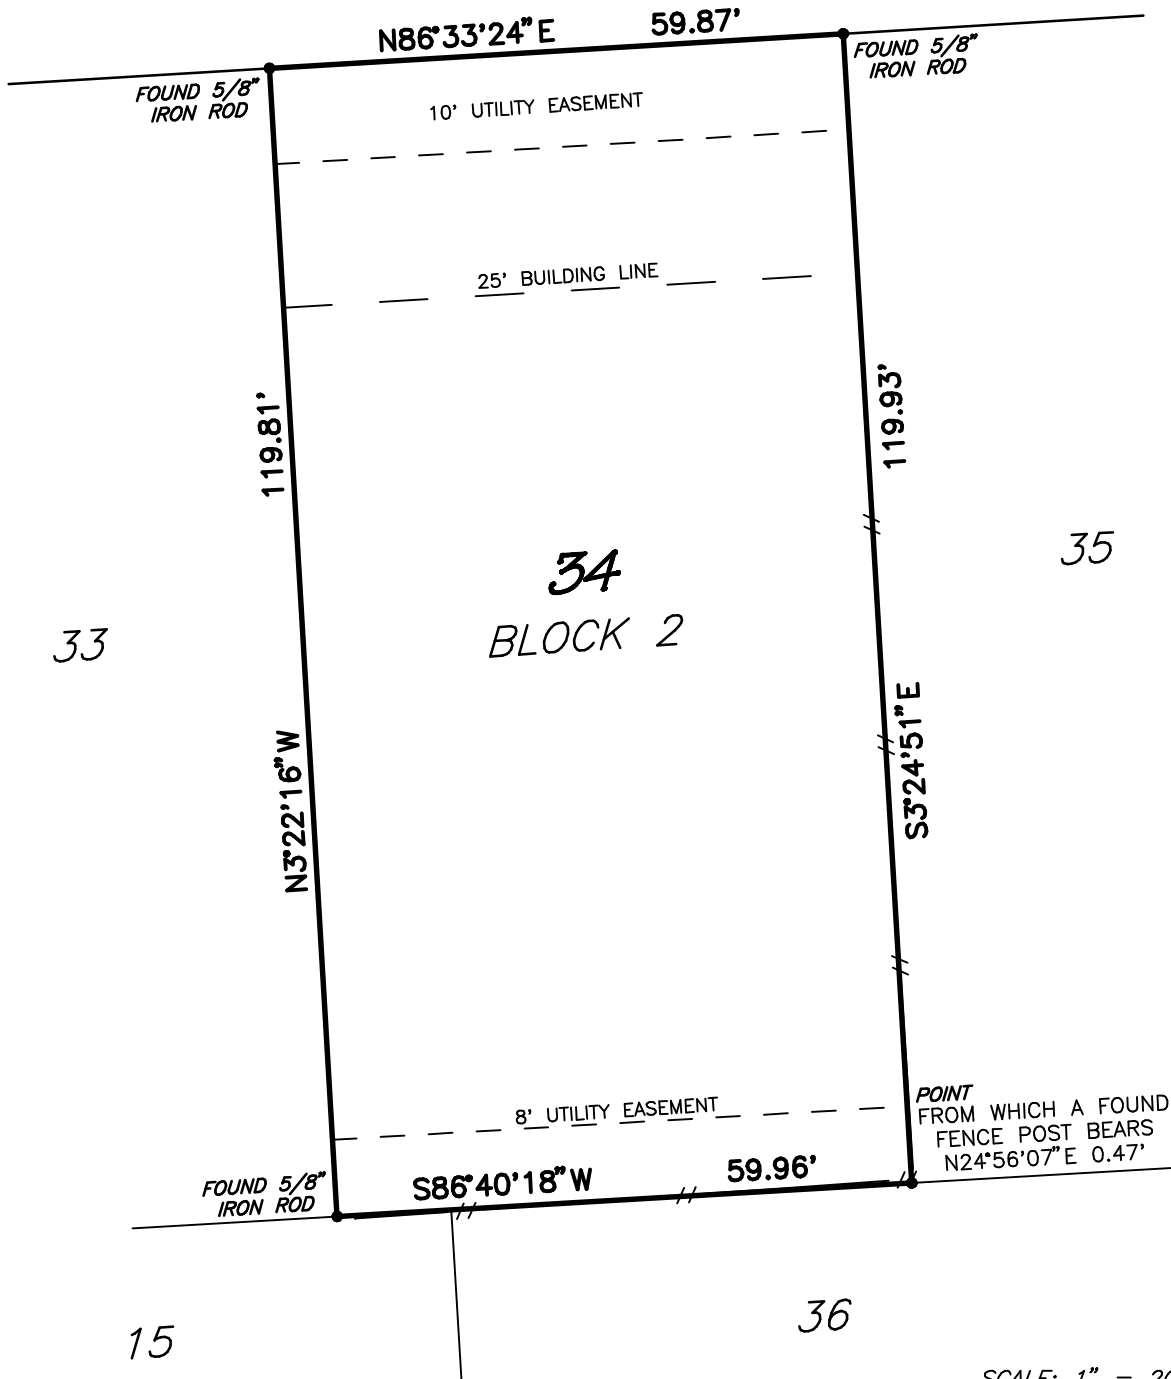 N86°33'24"E 59.87'
FOUND 5/8"
IRON ROD
FOUND 5/8"
IRON ROD
10' UTILITY EASEMENT
25' BUILDING LINE
119.81'
119.93'
34
BLOCK 2
35
33
N3°22'16"W
S3°24'51"E
8' UTILITY EASEMENT
POINT
FROM WHICH A FOUND
FENCE POST BEARS
N24°56'07"E 0.47'
FOUND 5/8"
IRON ROD
S86°40'18"W 59.96'
15
36
SCALE: 1" =